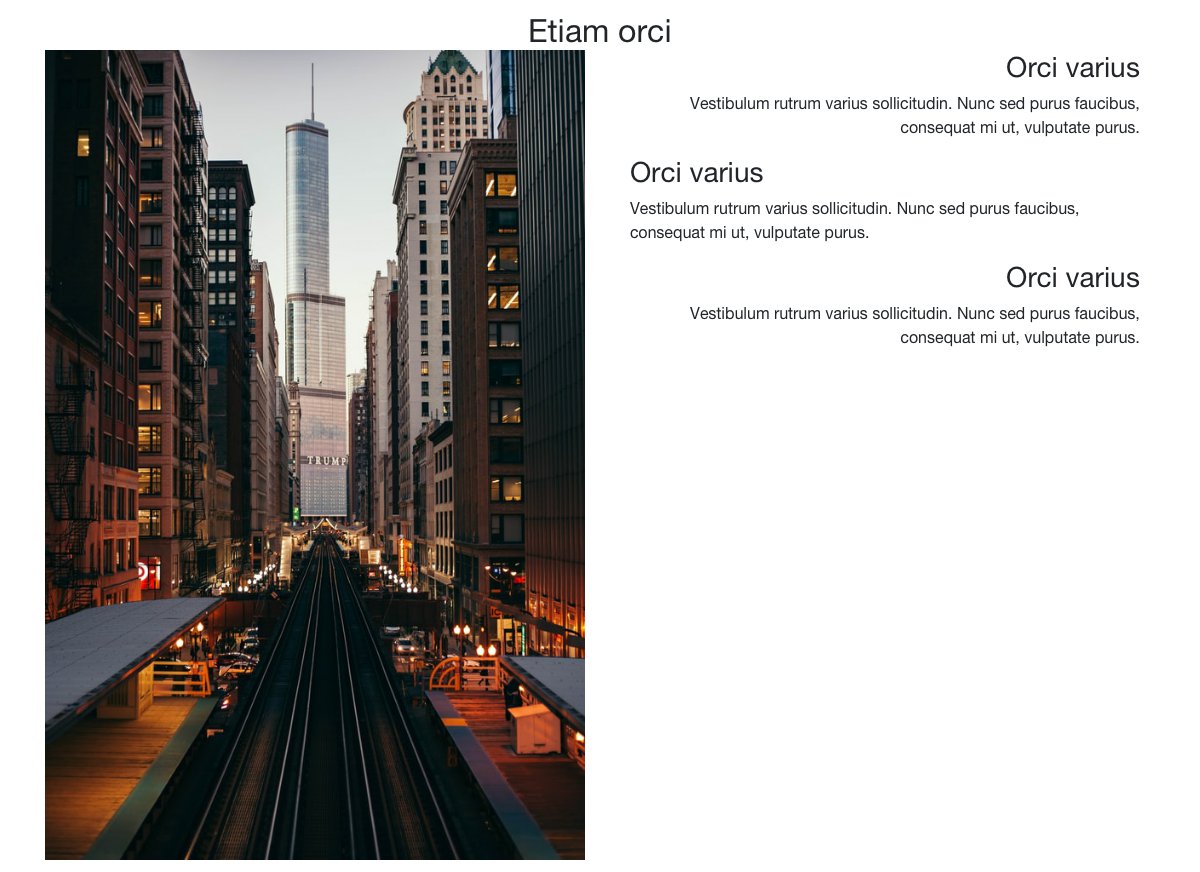 Etiam orci
TRUMP
Orci varius
Vestibulum rutrum varius sollicitudin. Nunc sed purus faucibus,
consequat mi ut, vulputate purus.
Orci varius
Vestibulum rutrum varius sollicitudin. Nunc sed purus faucibus,
consequat mi ut, vulputate purus.
Orci varius
Vestibulum rutrum varius sollicitudin. Nunc sed purus faucibus,
consequat mi ut, vulputate purus.